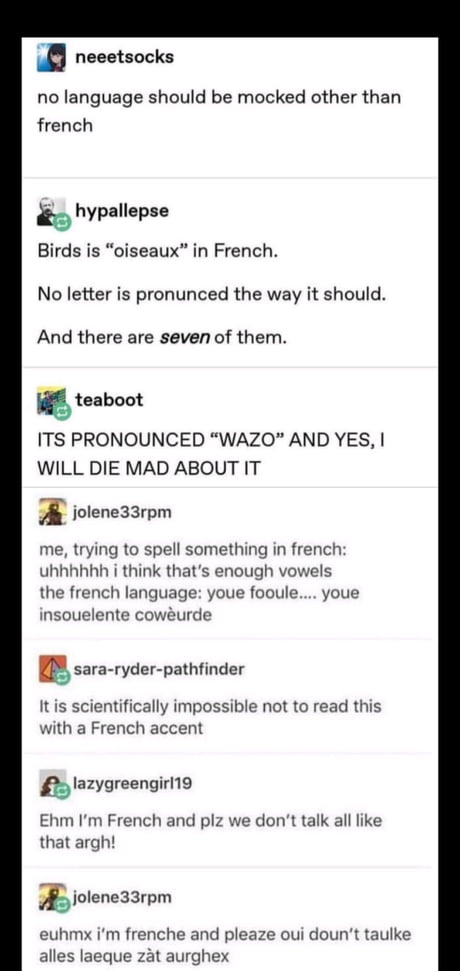 neeetsocks
no language should be mocked other than
french
hypallepse
Birds is “oiseaux” in French.
No letter is pronunced the way it should.
And there are seven of them.
teaboot
ITS PRONOUNCED “WAZO” AND YES, I
WILL DIE MAD ABOUT IT
jolene33rpm
me, trying to spell something in french:
uhhhhhh i think that’s enough vowels
the french language: youe fooule.... youe
insouelente cowèurde
sara-ryder-pathfinder
It is scientifically impossible not to read this
with a French accent
lazygreengirl19
Ehm I’m French and plz we don’t talk all like
that argh!
jolene33rpm
euhmx i’m frenche and pleaze oui doun’t taulke
alles laeque zàt aurghex